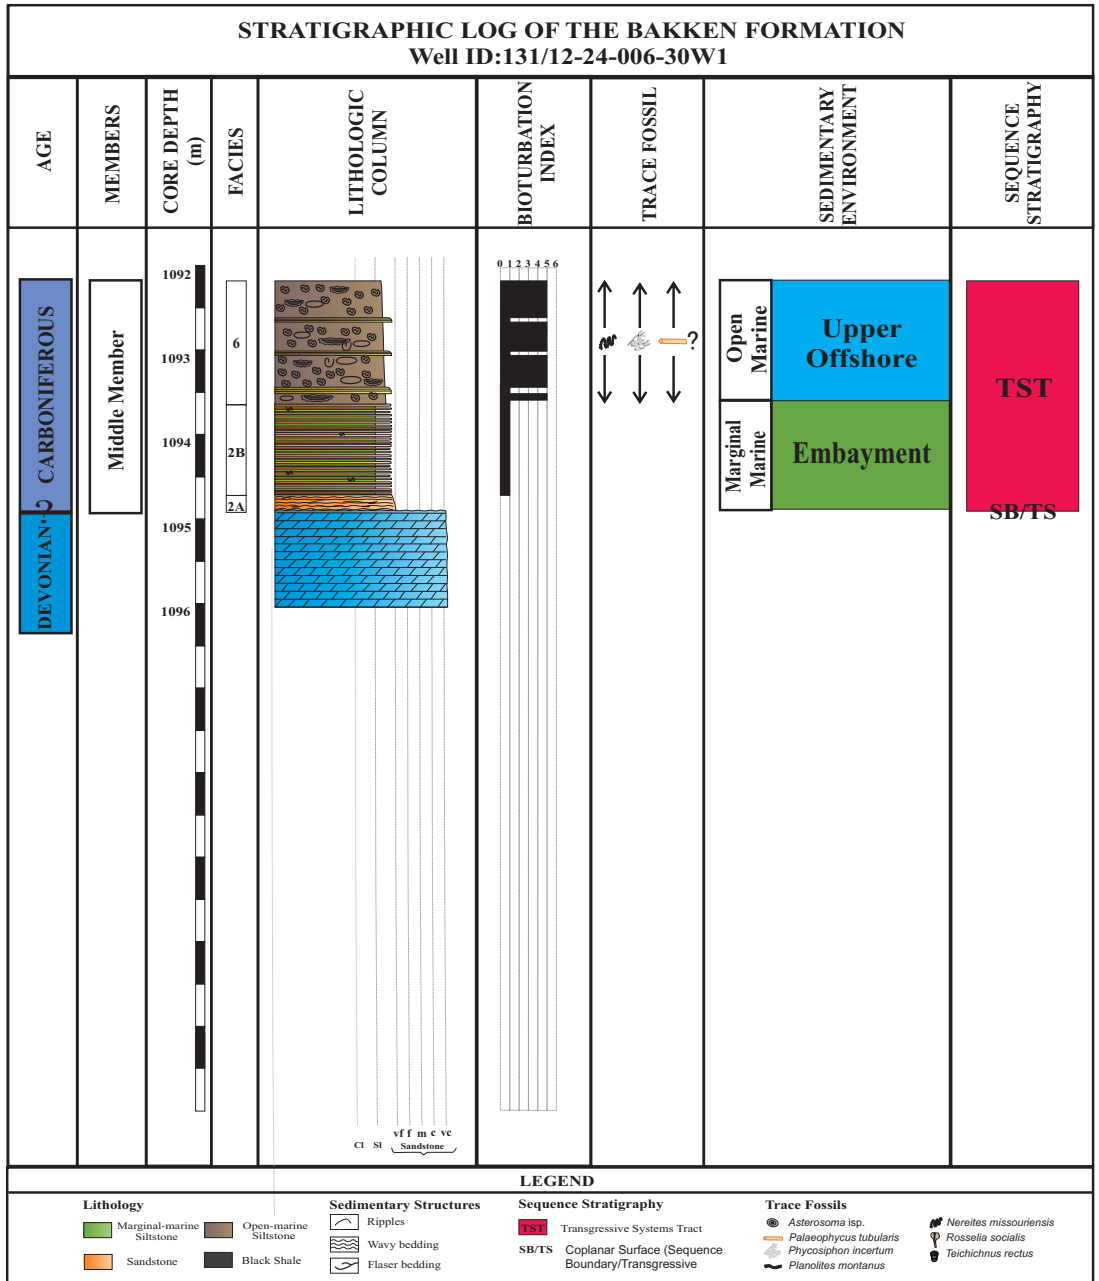 STRATIGRAPHIC LOG OF THE BAKKEN FORMATION
Well ID:131/12-24-006-30W1
AGE
MEMBERS
CORE DEPTH
(m)
FACIES
LITHOLOGIC
COLUMN
BIOTURBATION
INDEX
TRACE FOSSIL
SEDIMENTARY
ENVIRONMENT
SEQUENCE
STRATIGRAPHY
CARBONIFEROUS
?
DEVONIAN
Middle Member
1092
1093
1094
1095
1096
6
2B
2A
0 1 2 3 4 5 6
?
Open
Marine
Upper
Offshore
Marginal
Marine
Embayment
TST
SB/TS
Cl Sl vf f m c vc
Sandstone
LEGEND
Lithology
Marginal-marine
Siltstone
Open-marine
Siltstone
Sandstone
Black Shale
Sedimentary Structures
Ripples
Wavy bedding
Flaser bedding
Sequence Stratigraphy
TST Transgressive Systems Tract
SB/TS Coplanar Surface (Sequence
Boundary/Transgressive
Trace Fossils
Asterosoma isp.
Palaeophycus tubularis
Phycosiphon incertum
Planolites montanus
Nereites missouriensis
Rosselia socialis
Teichichnus rectus